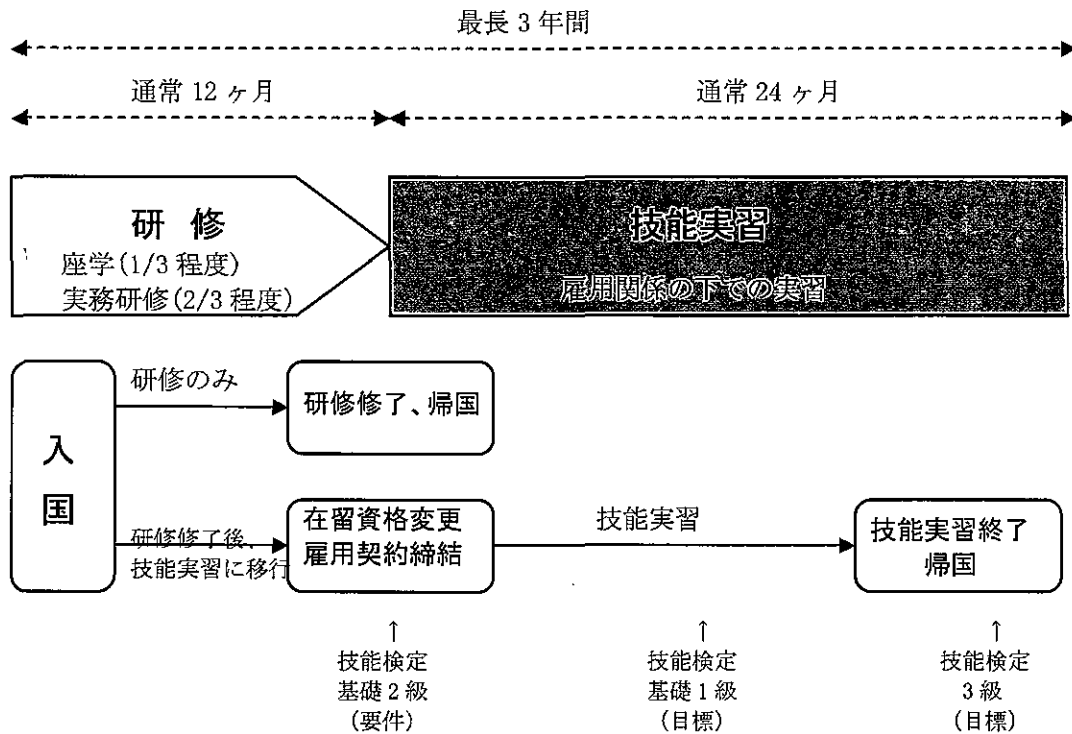 最長 3 年間
通常 12 ヶ月
通常 24 ヶ月
研 修
座学(1/3 程度)
実務研修(2/3 程度)
技能実習
雇用関係の下での実習
入
国
研修のみ
研修修了、帰国
研修修了後、
技能実習に移行
在留資格変更
雇用契約締結
技能実習
技能実習終了
帰国
↑
技能検定
基礎 2 級
(要件)
↑
技能検定
基礎 1 級
(目標)
↑
技能検定
3 級
(目標)